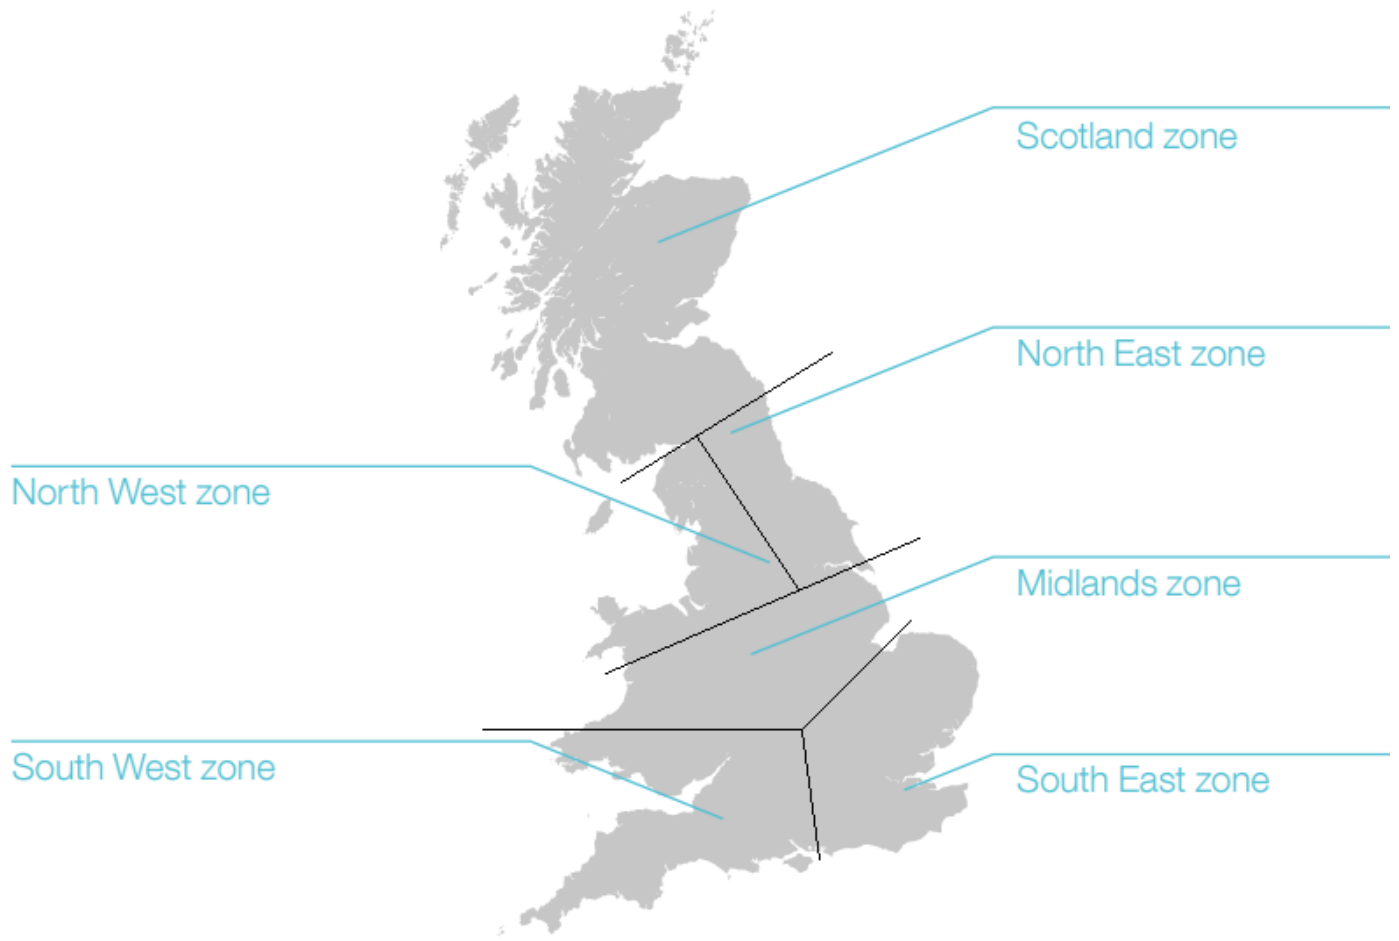 Scotland zone
North East zone
North West zone
Midlands zone
South West zone
South East zone